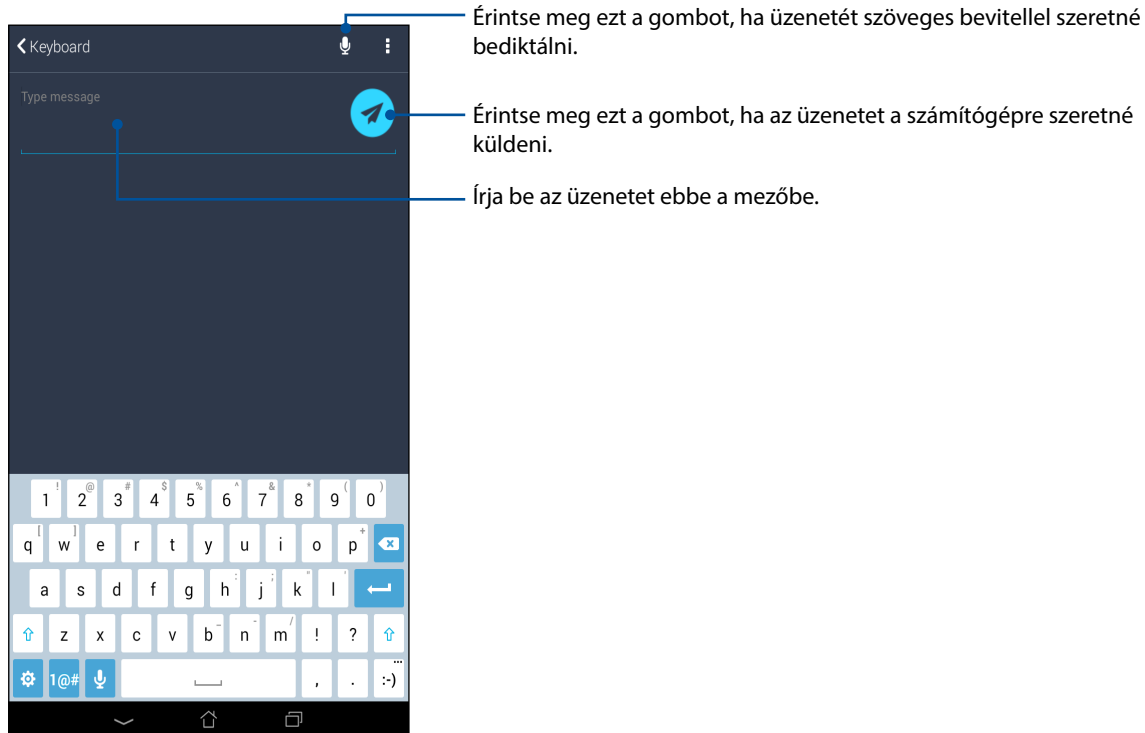 Érintse meg ezt a gombot, ha üzenetét szöveges bevitellel szeretné
bediktálni.
Keyboard
Type message
Érintse meg ezt a gombot, ha az üzenetet a számítógépre szeretné
küldeni.
Írja be az üzenetet ebbe a mezőbe.
! @ # $ % ^ & * ( )
1 2 3 4 5 6 7 8 9 0
[ ] +
q w e r t y u i o p
: ; " '
a s d f g h j k l
_ - /
z x c v b n m ! ?
1@# , . ... :-)